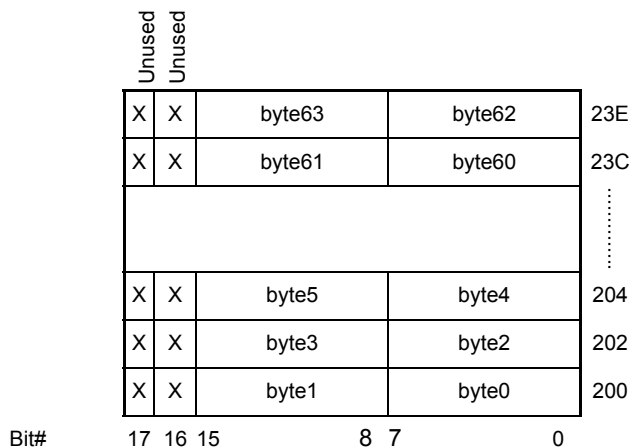 Unused Unused
X X byte63 byte62 23E
X X byte61 byte60 23C
X X byte5 byte4 204
X X byte3 byte2 202
X X byte1 byte0 200
Bit# 17 16 15 8 7 0